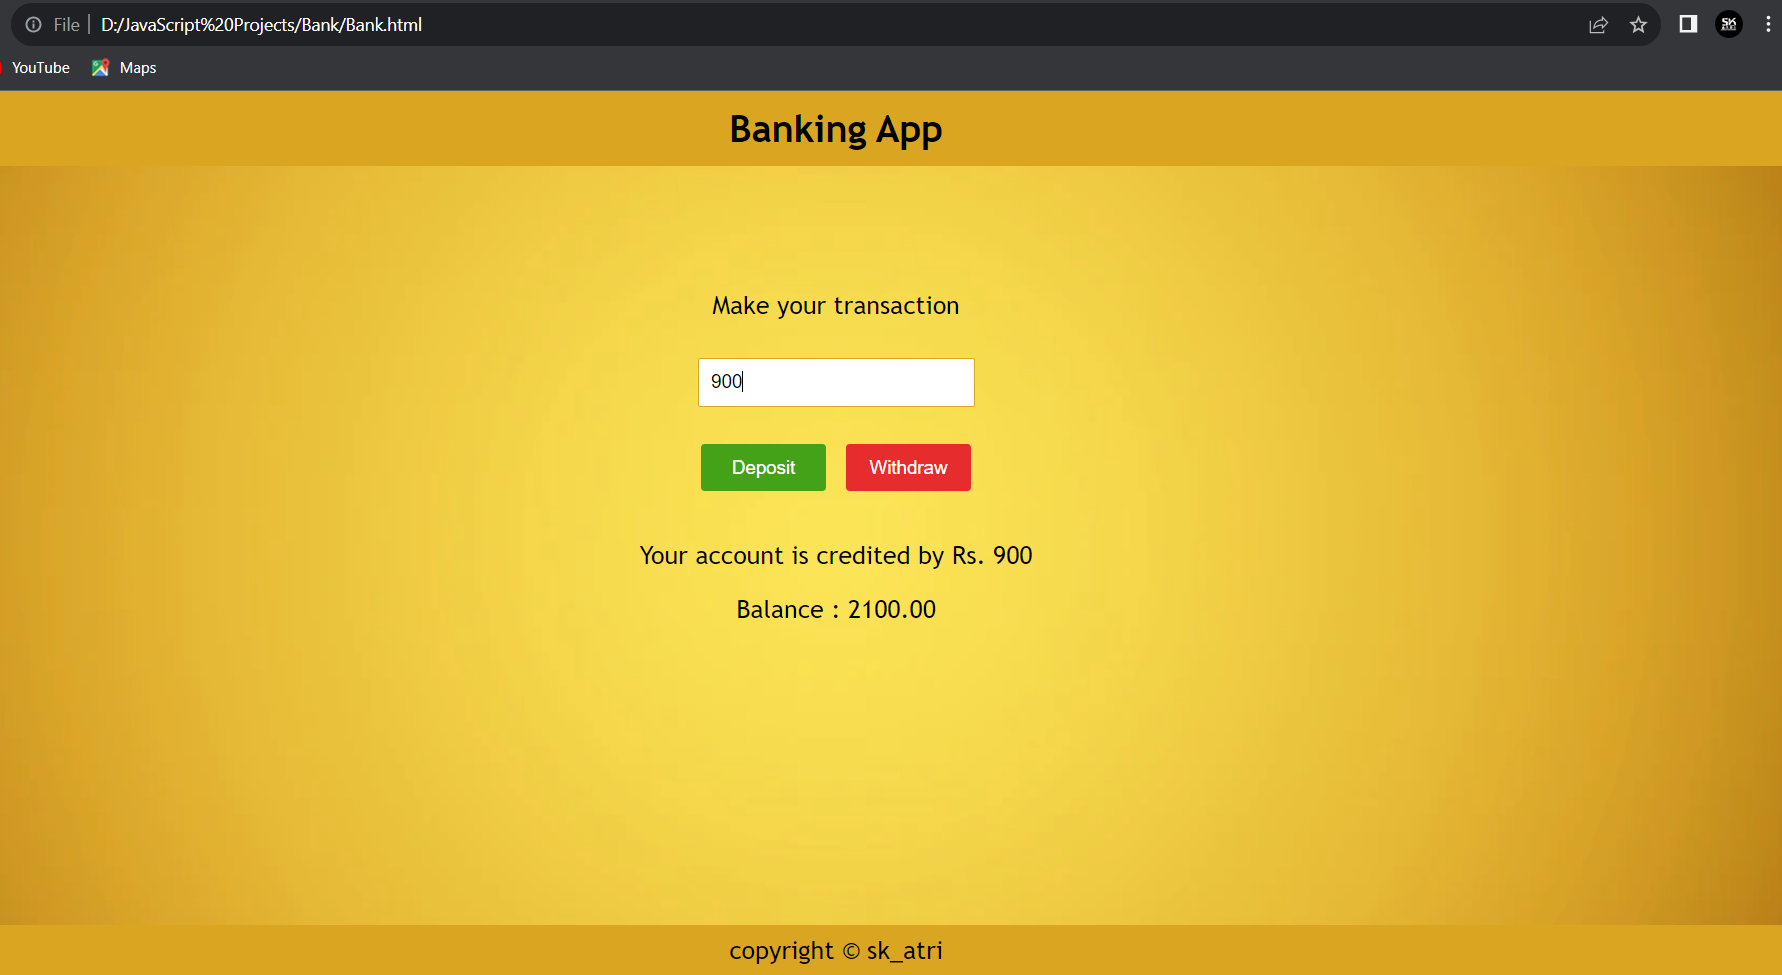 File D:/JavaScript%20Projects/Bank/Bank.html
SK
YouTube Maps
Banking App
Make your transaction
900
Deposit Withdraw
Your account is credited by Rs. 900
Balance : 2100.00
copyright © sk_atri